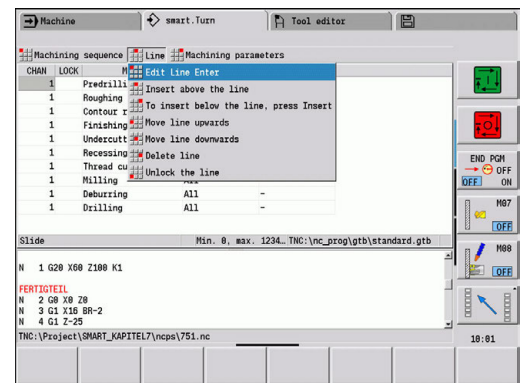 Machine
smart.Turn
Tool editor
Machining sequence Line Machining parameters
CHAN LOCK M
Edit Line Enter
Insert above the line
To insert below the line, press Insert
Move line upwards
Move line downwards
Delete line
Unlock the line
1 Predrilli
1 Roughing
1 Contour r
1 Finishing
1 Undercutt
1 Recessing
1 Thread cu
1 Milling All -
1 Deburring All -
1 Drilling All -
Slide Min. 0, max. 1234… TNC:\nc_prog\gtb\standard.gtb
N 1 G20 X60 Z100 K1
FERTIGTEIL
N 2 G0 X0 Z0
N 3 G1 X16 BR-2
N 4 G1 Z-25
TNC:\Project\SMART_KAPITEL7\ncps\751.nc
END PGM
OFF
OFF ON
M07
OFF
M08
OFF
10:01